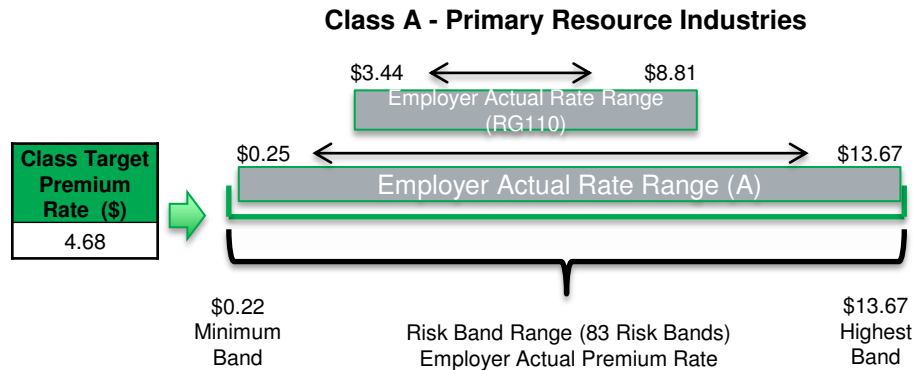 Class A - Primary Resource Industries
$3.44
$8.81
Employer Actual Rate Range
(RG110)
$0.25
$13.67
Employer Actual Rate Range (A)
Class Target
Premium
Rate ($)
4.68
$0.22
Minimum
Band
Risk Band Range (83 Risk Bands)
Employer Actual Premium Rate
$13.67
Highest
Band